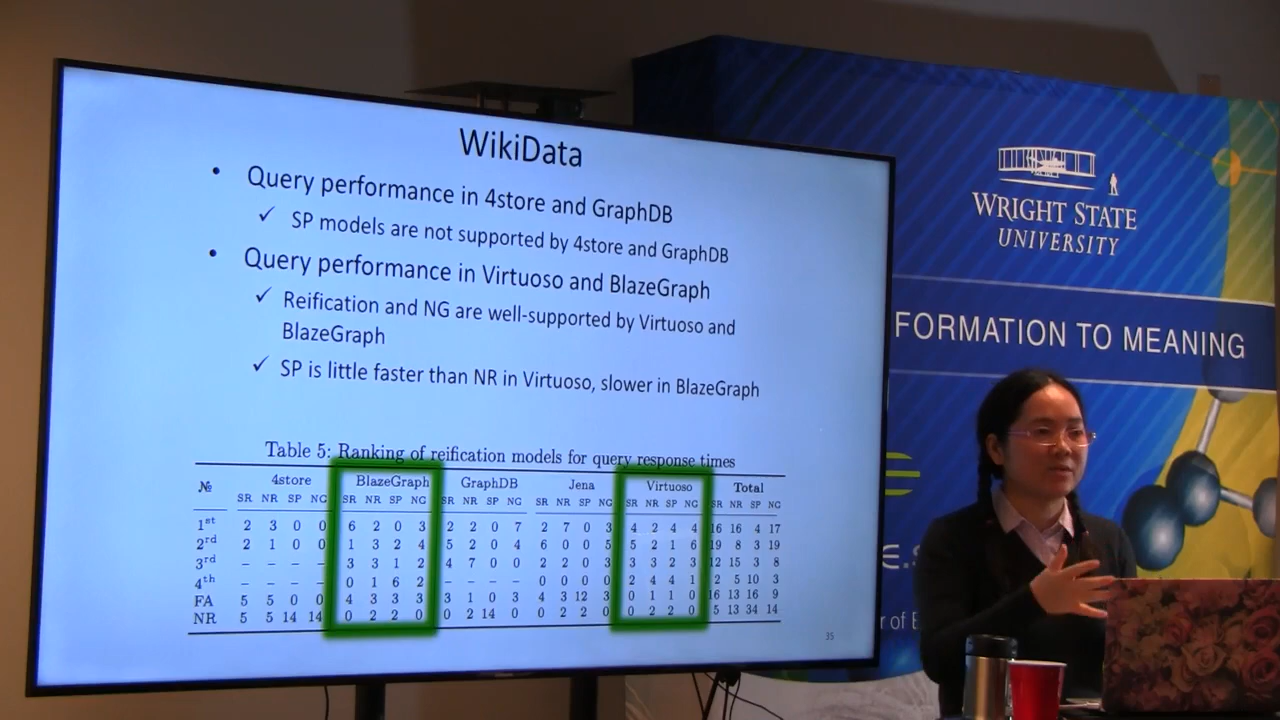 WikiData
• Query performance in 4store and GraphDB
✓ SP models are not supported by 4store and GraphDB
• Query performance in Virtuoso and BlazeGraph
✓ Reification and NG are well-supported by Virtuoso and
BlazeGraph
✓ SP is little faster than NR in Virtuoso, slower in BlazeGraph
Table 5: Ranking of reification models for query response times
№ 4store BlazeGraph GraphDB Jena Virtuoso Total
SR NR SP NG SR NR SP NG SR NR SP NG SR NR SP NG SR NR SP NG SR NR SP NG
1st 2 3 0 0 6 2 0 3 2 2 0 7 2 7 0 3 4 2 4 4 16 16 4 17
2rd 2 1 0 0 1 3 2 4 5 2 0 4 6 0 0 5 5 2 1 6 19 8 3 19
3rd – – – – 3 3 1 2 4 7 0 0 2 2 0 3 3 3 2 3 12 15 3 8
4th – – – – 0 1 6 2 – – – – 0 0 0 0 2 4 4 1 2 5 10 3
FA 5 5 0 0 4 3 3 3 3 1 0 3 4 3 12 3 0 1 1 0 16 13 16 9
NR 5 5 14 14 0 2 2 0 0 2 14 0 0 2 2 0 0 2 2 0 5 13 34 14
35
WRIGHT STATE
UNIVERSITY
FORMATION TO MEANING